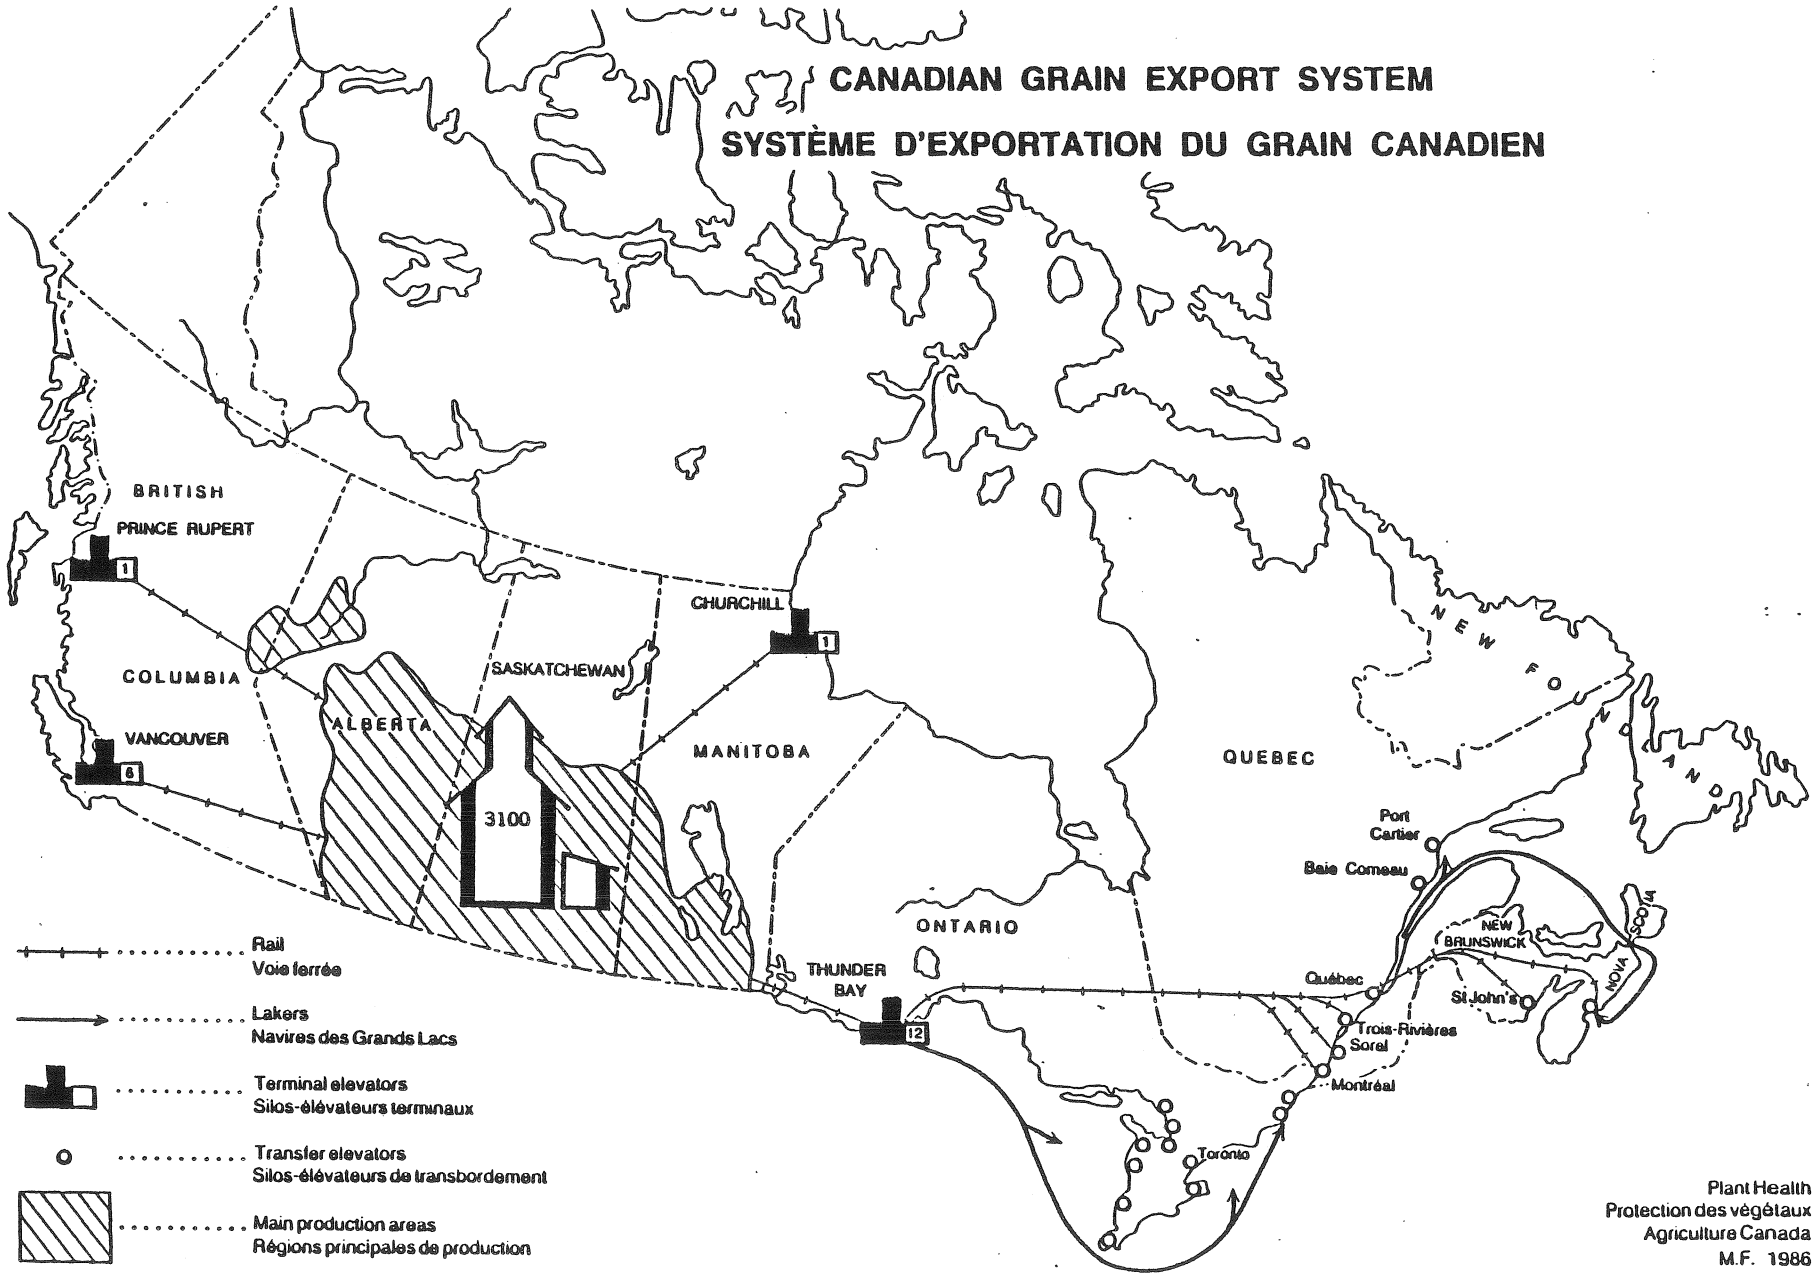 CANADIAN GRAIN EXPORT SYSTEM
SYSTÈME D'EXPORTATION DU GRAIN CANADIEN
BRITISH
PRINCE RUPERT
1
CHURCHILL
1
COLUMBIA
SASKATCHEWAN
ALBERTA
VANCOUVER
6
MANITOBA
3100
QUEBEC
NEW F O
N
A
N
D
Port
Cartier
Baie Comeau
ONTARIO
NEW
BRUNSWICK
NOVA
SCOTIA
THUNDER
BAY
12
Québec
St John's
Trois-Rivières
Sorel
Montréal
Toronto
Rail
Voie ferrée
Lakers
Navires des Grands Lacs
Terminal elevators
Silos-élévateurs terminaux
Transfer elevators
Silos-élévateurs de transbordement
Main production areas
Régions principales de production
Plant Health
Protection des végétaux
Agriculture Canada
M.F. 1986